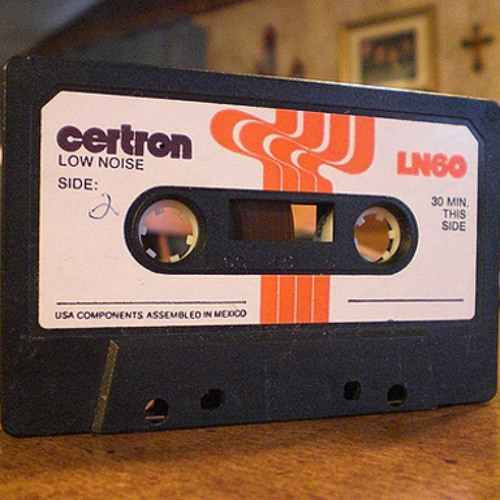 certron
LOW NOISE
SIDE: 2
LN60
30 MIN.
THIS
SIDE
USA COMPONENTS. ASSEMBLED IN MEXICO